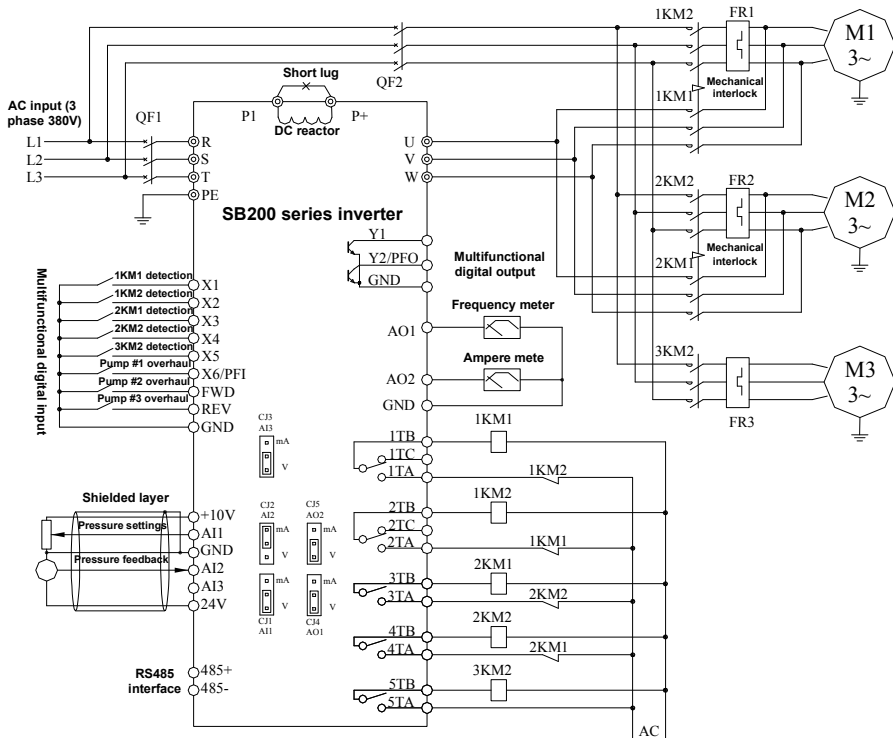 1KM2
FR1
M1
3~
QF2
Short lug
Mechanical
interlock
AC input (3
phase 380V)
QF1
P1
P+
DC reactor
1KM1
L1
R
U
L2
S
V
L3
T
W
PE
2KM2
FR2
M2
3~
SB200 series inverter
Y1
Y2/PFO
GND
Multifunctional
digital output
Mechanical
interlock
2KM1
Multifunctional digital input
1KM1 detection
X1
1KM2 detection
X2
2KM1 detection
X3
2KM2 detection
X4
3KM2 detection
X5
Pump #1 overhaul
X6/PFI
Pump #2 overhaul
FWD
Pump #3 overhaul
REV
GND
Frequency meter
AO1
Ampere mete
AO2
GND
3KM2
M3
3~
FR3
CJ3
AI3
mA
V
1TB
1KM1
1TC
1TA
1KM2
2TB
1KM2
2TC
2TA
1KM1
3TB
2KM1
3TA
2KM2
4TB
2KM2
4TA
2KM1
5TB
3KM2
5TA
AC
Shielded layer
+10V
Pressure settings
AI1
GND
Pressure feedback
AI2
AI3
24V
CJ2
AI2
mA
V
CJ5
AO2
mA
V
mA
V
CJ1
AI1
mA
V
CJ4
AO1
RS485
interface
485+
485-